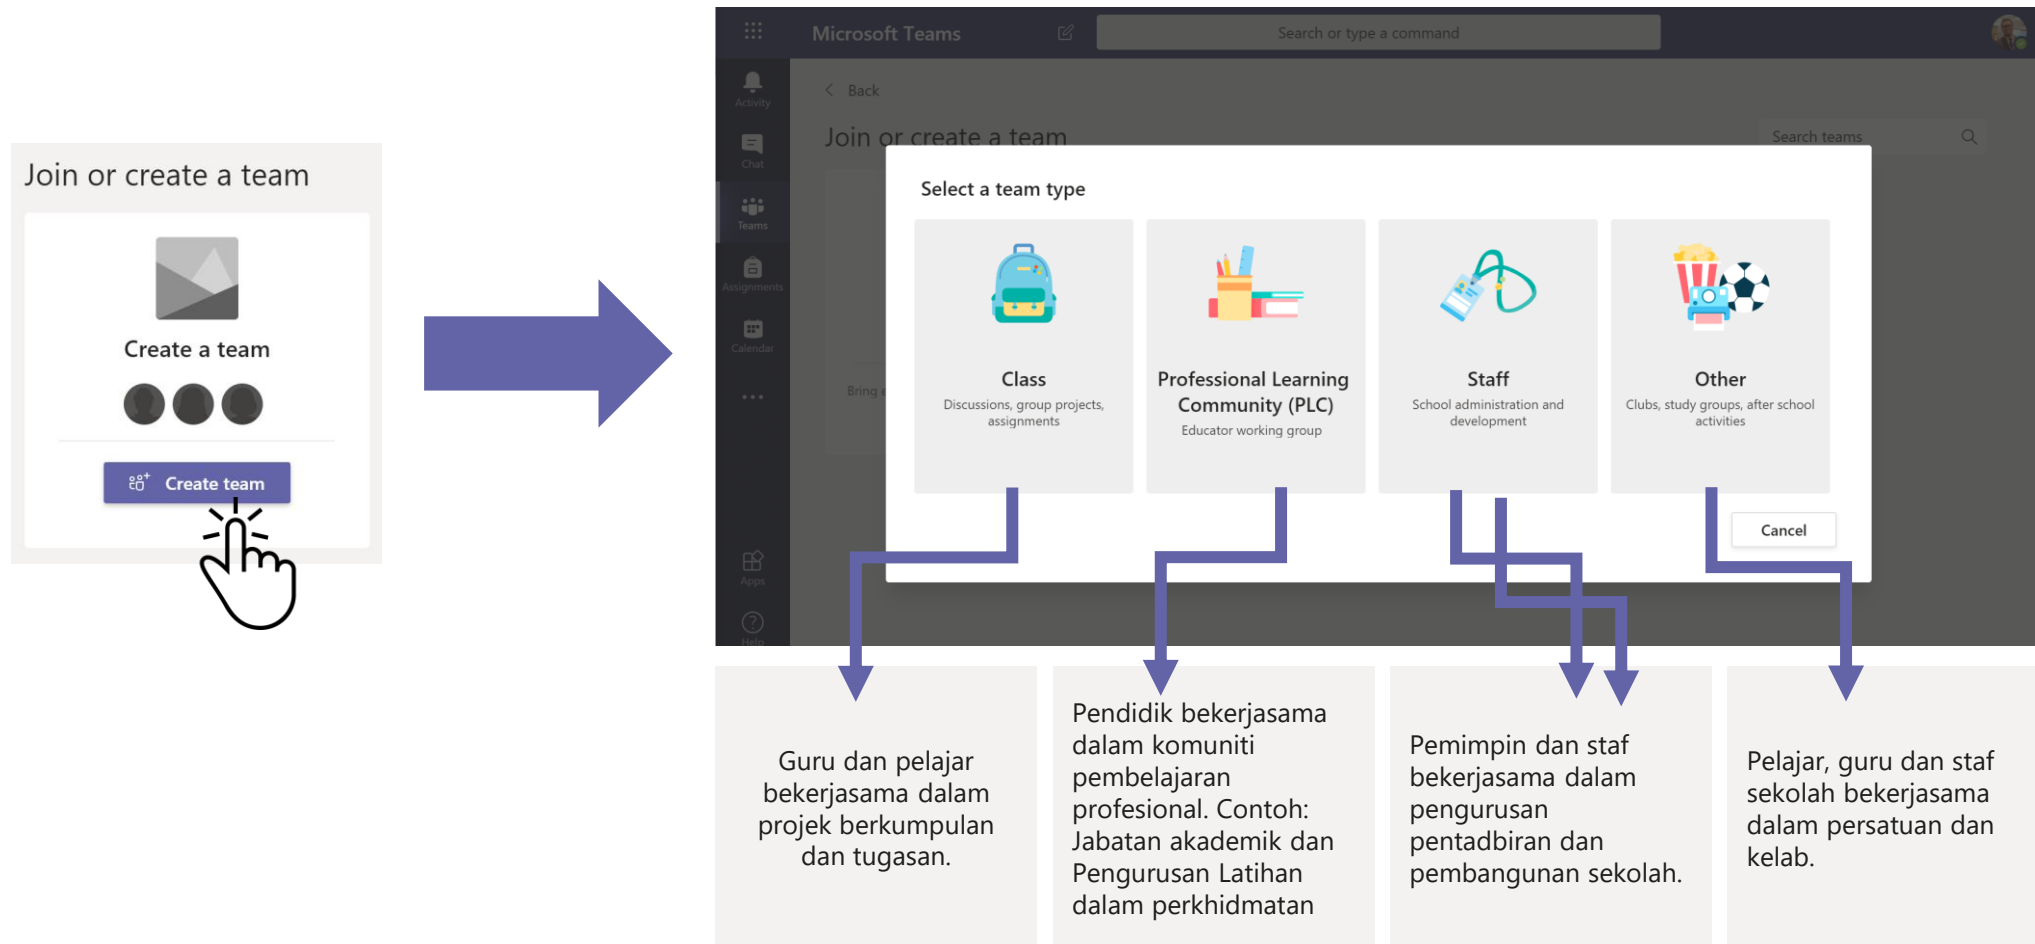 Join or create a team
Create a team
Create team
Microsoft Teams
Search or type a command
Activity
Chat
Teams
Assignments
Calendar
Apps
Help
Back
Join or create a team
Search teams
Bring e
Select a team type
Class
Discussions, group projects,
assignments
Professional Learning
Community (PLC)
Educator working group
Staff
School administration and
development
Other
Clubs, study groups, after school
activities
Cancel
Guru dan pelajar
bekerjasama dalam
projek berkumpulan
dan tugasan.
Pendidik bekerjasama
dalam komuniti
pembelajaran
profesional. Contoh:
Jabatan akademik dan
Pengurusan Latihan
dalam perkhidmatan
Pemimpin dan staf
bekerjasama dalam
pengurusan
pentadbiran dan
pembangunan sekolah.
Pelajar, guru dan staf
sekolah bekerjasama
dalam persatuan dan
kelab.